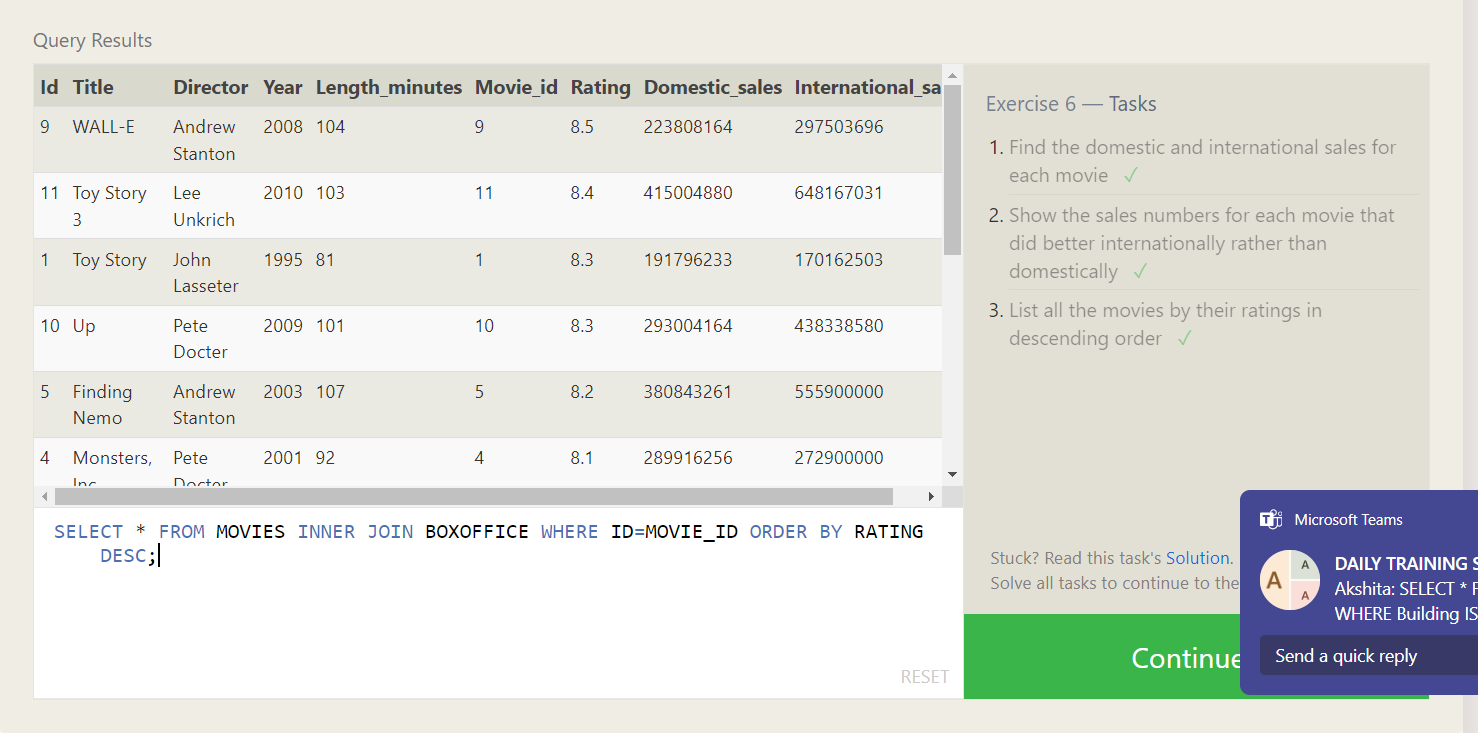 Query Results
Id Title Director Year Length_minutes Movie_id Rating Domestic_sales International_sa
9 WALL-E Andrew 2008 104 9 8.5 223808164 297503696
Stanton
11 Toy Story Lee 2010 103 11 8.4 415004880 648167031
3 Unkrich
1 Toy Story John 1995 81 1 8.3 191796233 170162503
Lasseter
10 Up Pete 2009 101 10 8.3 293004164 438338580
Docter
5 Finding Andrew 2003 107 5 8.2 380843261 555900000
Nemo Stanton
4 Monsters, Pete 2001 92 4 8.1 289916256 272900000
Inc. Docter
SELECT * FROM MOVIES INNER JOIN BOXOFFICE WHERE ID=MOVIE_ID ORDER BY RATING
DESC;
RESET
Exercise 6 — Tasks
1. Find the domestic and international sales for
each movie ✓
2. Show the sales numbers for each movie that
did better internationally rather than
domestically ✓
3. List all the movies by their ratings in
descending order ✓
Stuck? Read this task's Solution.
Solve all tasks to continue to the
Continue
Microsoft Teams
A A A
DAILY TRAINING S
Akshita: SELECT * F
WHERE Building IS
Send a quick reply